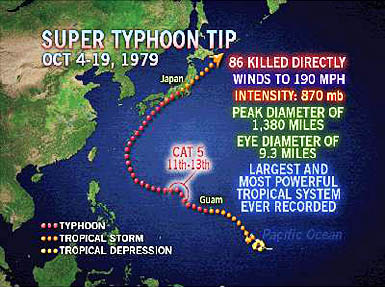 SUPER TYPHOON TIP
OCT 4-19, 1979
Japan
86 KILLED DIRECTLY
WINDS TO 190 MPH
INTENSITY: 870 mb
PEAK DIAMETER OF
1,380 MILES
EYE DIAMETER OF
9.3 MILES
LARGEST AND
MOST POWERFUL
TROPICAL SYSTEM
EVER RECORDED
CAT 5
11th-13th
Guam
Pacific Ocean
TYPHOON
TROPICAL STORM
TROPICAL DEPRESSION